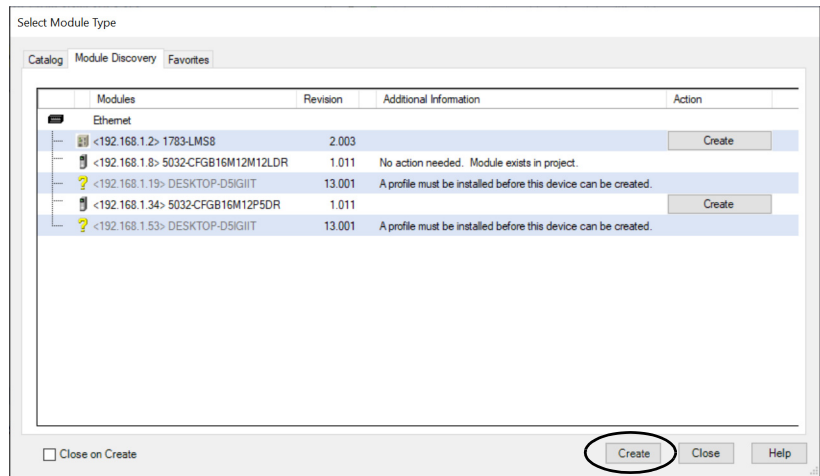 Select Module Type
Catalog Module Discovery Favorites
Modules Revision Additional Information Action
Ethernet
<192.168.1.2> 1783-LMS8 2.003 Create
<192.168.1.8> 5032-CFGB16M12M12LDR 1.011 No action needed. Module exists in project.
<192.168.1.19> DESKTOP-D5IGIIT 13.001 A profile must be installed before this device can be created.
<192.168.1.34> 5032-CFGB16M12P5DR 1.011 Create
<192.168.1.53> DESKTOP-D5IGIIT 13.001 A profile must be installed before this device can be created.
Close on Create Create Close Help